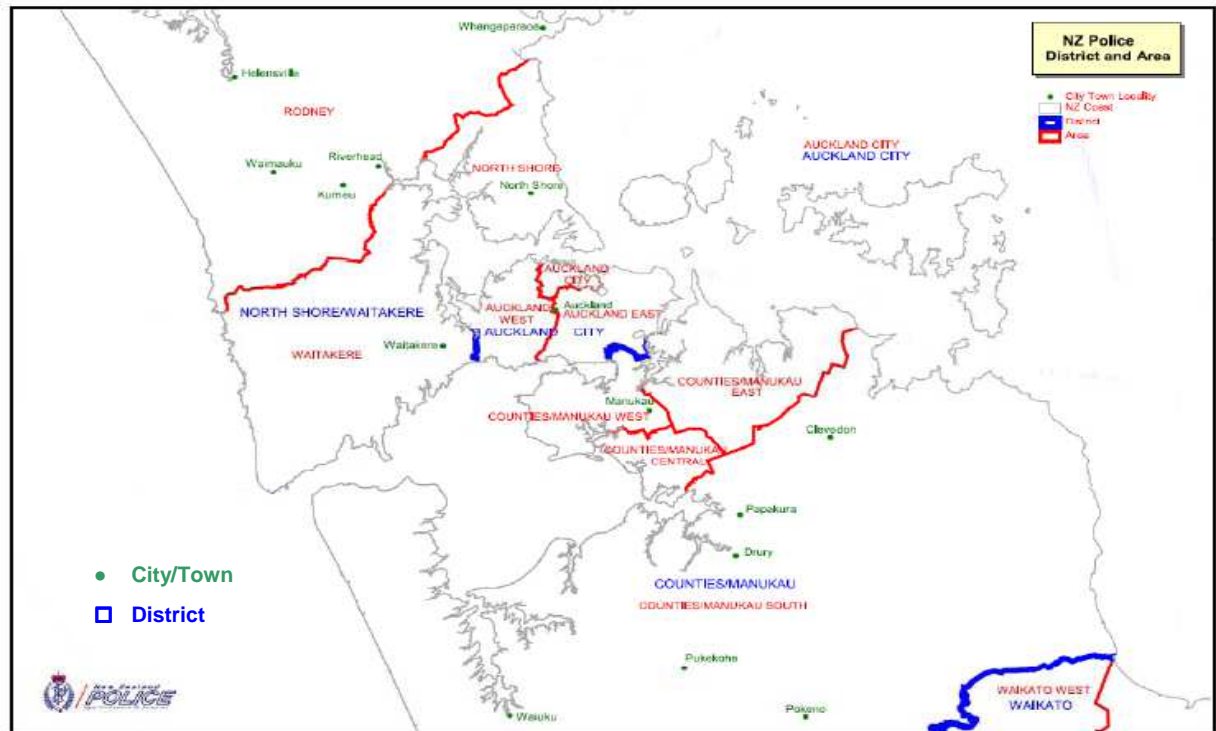 Whangaparaoa
NZ Police
District and Area
Helensville
City Town Locality
NZ Coast
District
Area
RODNEY
AUCKLAND CITY
AUCKLAND CITY
Riverhead
Waimauku
NORTH SHORE
Kumeu
North Shore
AUCKLAND
CITY
Auckland
NORTH SHORE/WAITAKERE
AUCKLAND
WEST
AUCKLAND EAST
AUCKLAND CITY
Waitakere
WAITAKERE
COUNTIES/MANUKAU
EAST
Manukau
COUNTIES/MANUKAU WEST
Clevedon
COUNTIES/MANUKAU
CENTRAL
Papakura
Drury
City/Town
COUNTIES/MANUKAU
District
COUNTIES/MANUKAU SOUTH
Pukekohe
WAIKATO WEST
WAIKATO
New Zealand
POLICE
Waiuku
Pokeno